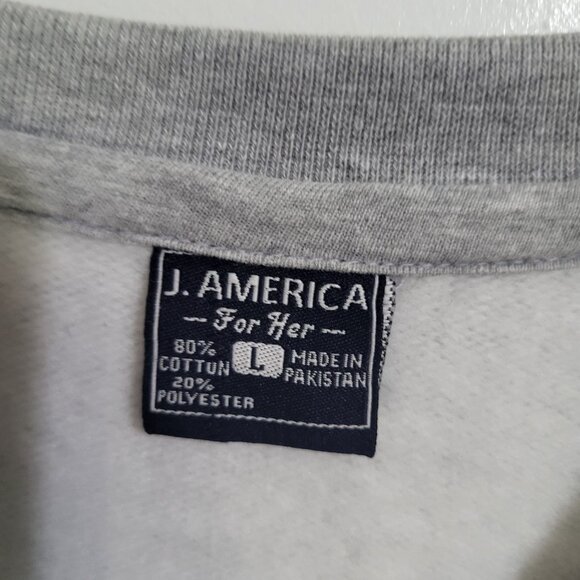 J. AMERICA
-- For Her --
80% COTTON
20% POLYESTER
L
MADE IN
PAKISTAN